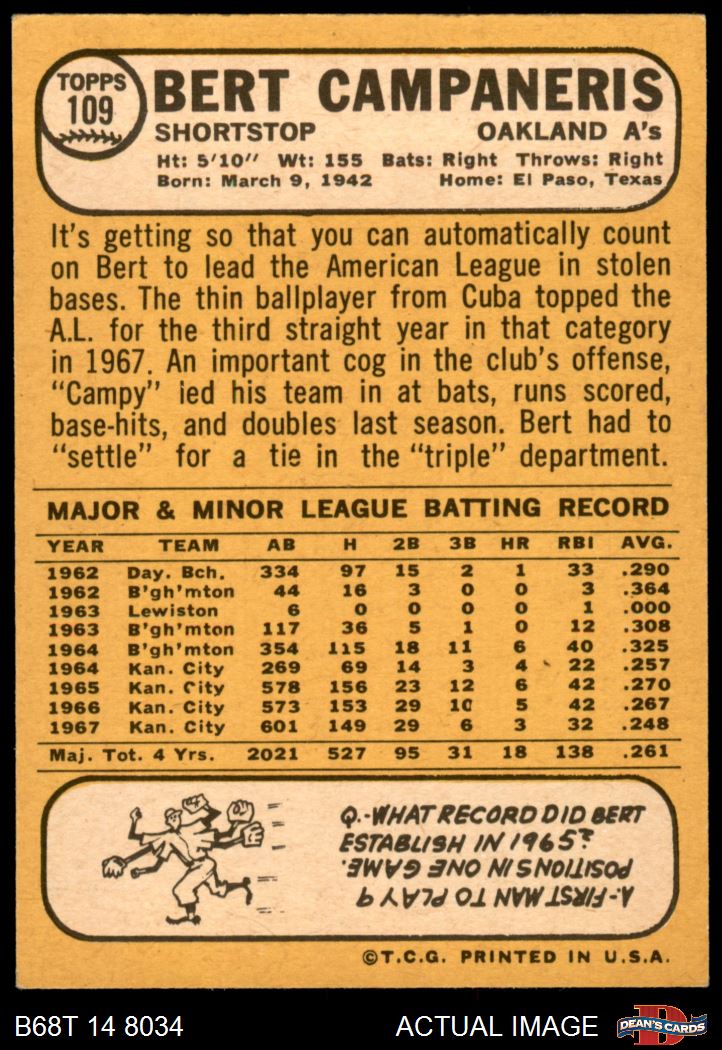 TOPPS
109
BERT CAMPANERIS
SHORTSTOP OAKLAND A's
Ht: 5'10" Wt: 155 Bats: Right Throws: Right
Born: March 9, 1942 Home: El Paso, Texas
It's getting so that you can automatically count
on Bert to lead the American League in stolen
bases. The thin ballplayer from Cuba topped the
A.L. for the third straight year in that category
in 1967. An important cog in the club's offense,
"Campy" ied his team in at bats, runs scored,
base-hits, and doubles last season. Bert had to
"settle" for a tie in the "triple" department.
MAJOR & MINOR LEAGUE BATTING RECORD
YEAR TEAM AB H 2B 3B HR RBI AVG.
1962 Day. Bch. 334 97 15 2 1 33 .290
1962 B'gh'mton 44 16 3 0 0 3 .364
1963 Lewiston 6 0 0 0 0 1 .000
1963 B'gh'mton 117 36 5 1 0 12 .308
1964 B'gh'mton 354 115 18 11 6 40 .325
1964 Kan. City 269 69 14 3 4 22 .257
1965 Kan. City 578 156 23 12 6 42 .270
1966 Kan. City 573 153 29 10 5 42 .267
1967 Kan. City 601 149 29 6 3 32 .248
Maj. Tot. 4 Yrs. 2021 527 95 31 18 138 .261
Q.-WHAT RECORD DID BERT
ESTABLISH IN 1965?
A-FIRST MAN TO PLAY 9
POSITIONS IN ONE GAME.
©T.C.G. PRINTED IN U.S.A.
B68T 14 8034 ACTUAL IMAGE
D
DEAN'S CARDS